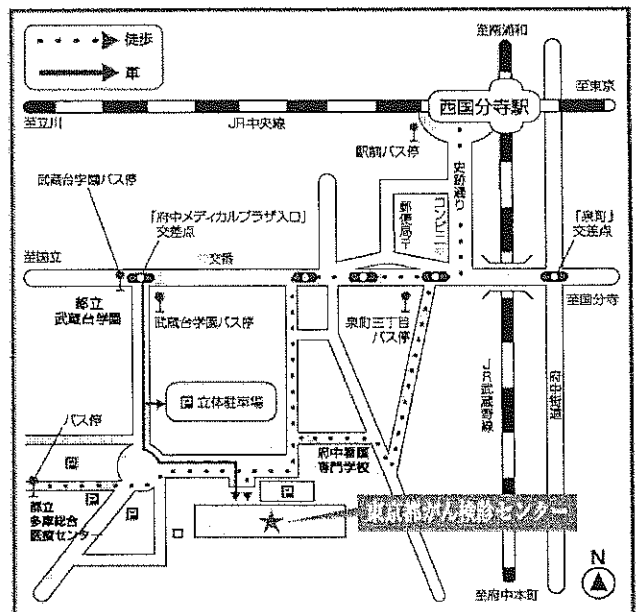 徒歩
車
至南浦和
至東京
西国分寺駅
至立川
JR中央線
駅前バス停
史跡通り
武蔵台学園バス停
「府中メディカルプラザ入口」
交差点
郵便局〒
コンビニ
「泉町」
交差点
至国立
交番
至国分寺
都立
武蔵台学園
武蔵台学園バス停
泉町三丁目
バス停
JR武蔵野線
府中街道
P 立体駐車場
バス停
P
府中看護
専門学校
P
P
P
都立
多摩総合
医療センター
東京都がん検診センター
至府中本町
N